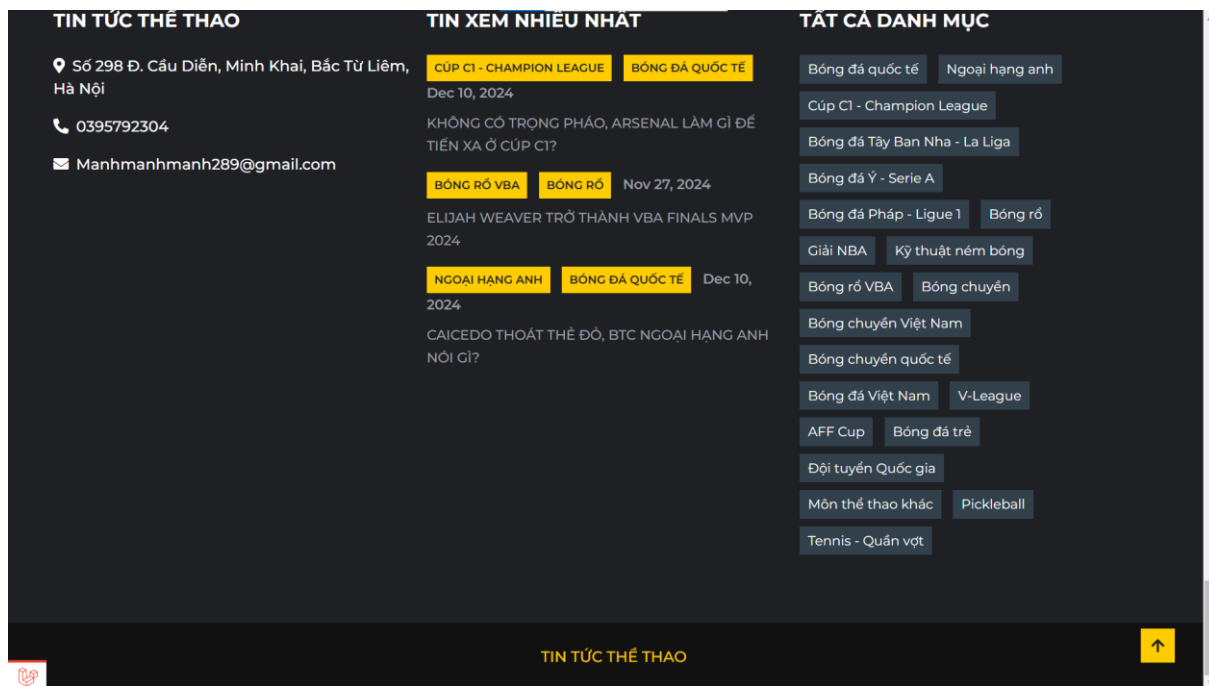 TIN TỨC THỂ THAO
Số 298 Đ. Cầu Diễn, Minh Khai, Bắc Từ Liêm,
Hà Nội
0395792304
Manhmanhmanh289@gmail.com
TIN XEM NHIỀU NHẤT
CÚP C1 - CHAMPION LEAGUE BÓNG ĐÁ QUỐC TẾ
Dec 10, 2024
KHÔNG CÓ TRỌNG PHÁO, ARSENAL LÀM GÌ ĐỂ
TIẾN XA Ở CÚP C1?
BÓNG RỔ VBA BÓNG RỔ Nov 27, 2024
ELIJAH WEAVER TRỞ THÀNH VBA FINALS MVP
2024
NGOẠI HẠNG ANH BÓNG ĐÁ QUỐC TẾ Dec 10,
2024
CAICEDO THOÁT THẺ ĐỎ, BTC NGOẠI HẠNG ANH
NÓI GÌ?
TẤT CẢ DANH MỤC
Bóng đá quốc tế Ngoại hạng anh
Cúp C1 - Champion League
Bóng đá Tây Ban Nha - La Liga
Bóng đá Ý - Serie A
Bóng đá Pháp - Ligue 1 Bóng rổ
Giải NBA Kỹ thuật ném bóng
Bóng rổ VBA Bóng chuyền
Bóng chuyền Việt Nam
Bóng chuyền quốc tế
Bóng đá Việt Nam V-League
AFF Cup Bóng đá trẻ
Đội tuyển Quốc gia
Môn thể thao khác Pickleball
Tennis - Quần vợt
TIN TỨC THỂ THAO